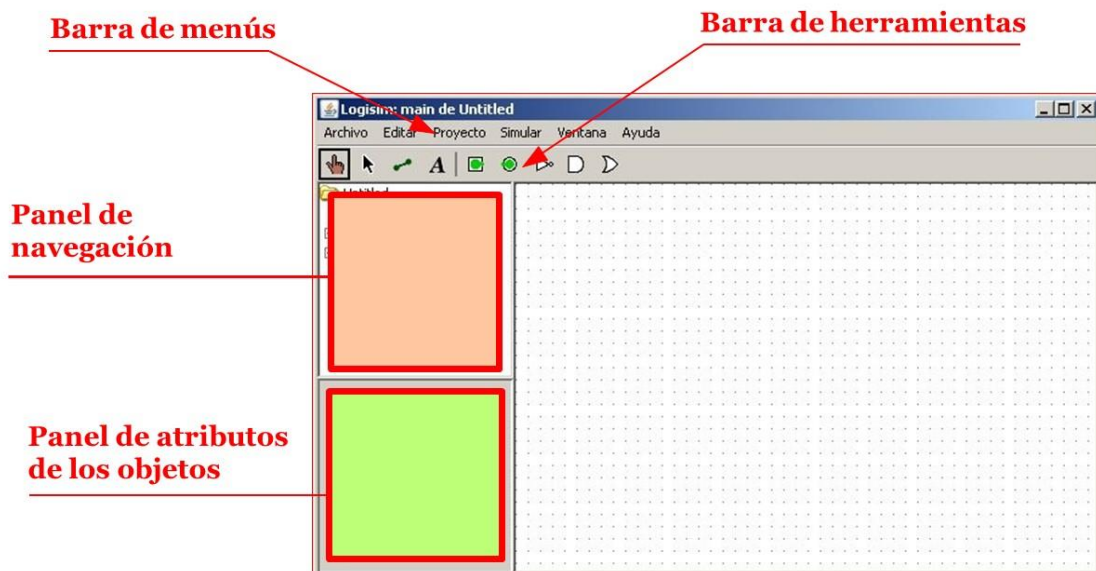 Barra de menús
Barra de herramientas
Logisim: main de Untitled
Archivo Editar Proyecto Simular Ventana Ayuda
A
Untitled
Panel de
navegación
Panel de atributos
de los objetos